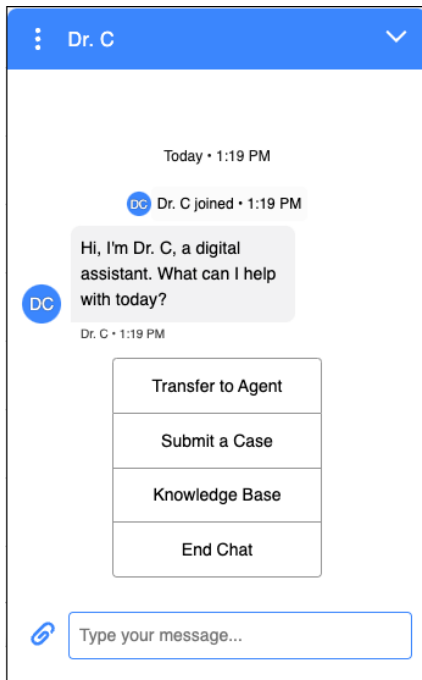 Dr. C
Today • 1:19 PM
DC Dr. C joined • 1:19 PM
Hi, I'm Dr. C, a digital
assistant. What can I help
with today?
DC
Dr. C • 1:19 PM
Transfer to Agent
Submit a Case
Knowledge Base
End Chat
Type your message...